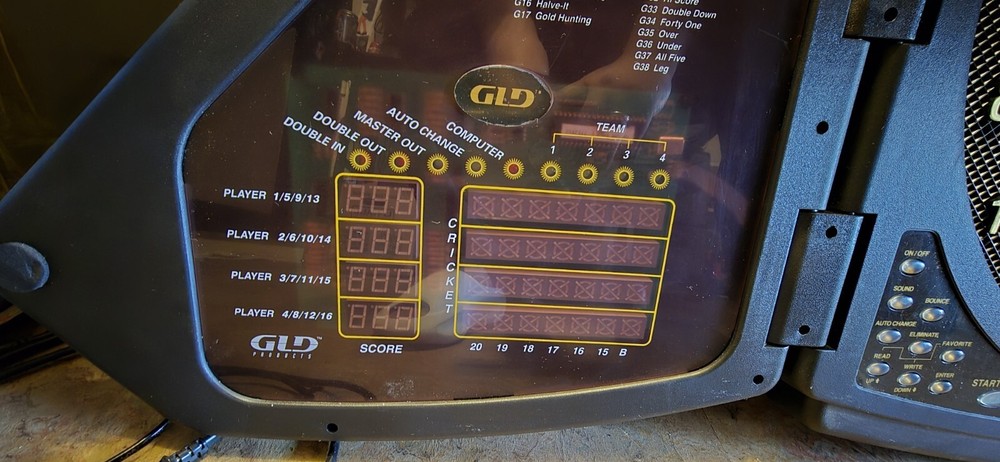 G16 Halve-It
G17 Gold Hunting
Score
G33 Double Down
G34 Forty One
G35 Over
G36 Under
G37 All Five
G38 Leg
GLD™
DOUBLE IN
DOUBLE OUT
MASTER OUT
AUTO CHANGE
COMPUTER
TEAM
1 2 3 4
PLAYER 1/5/9/13
PLAYER 2/6/10/14
PLAYER 3/7/11/15
PLAYER 4/8/12/16
CRICKET
GLD™
PRODUCTS
SCORE
20 19 18 17 16 15 B
ON/OFF
SOUND
BOUNCE
AUTO CHANGE
ELIMINATE
FAVORITE
READ
WRITE
ENTER
UP
DOWN
START